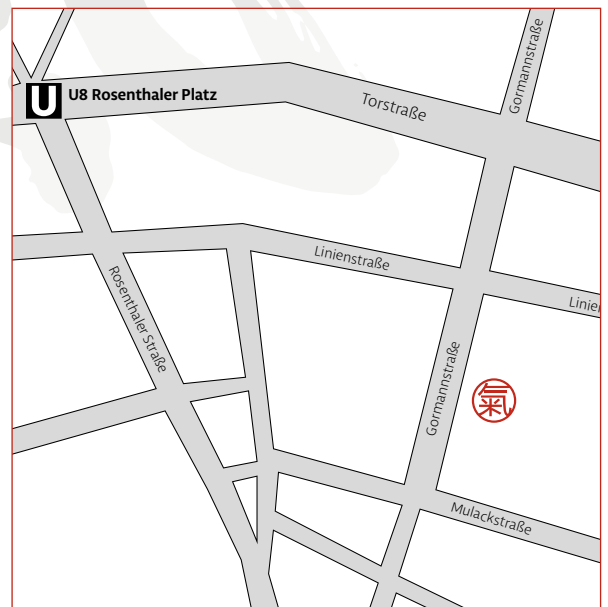 Gormannstraße
U U8 Rosenthaler Platz
Torstraße
Linienstraße
Linien
Rosenthaler Straße
Gormannstraße
氣
Mulackstraße